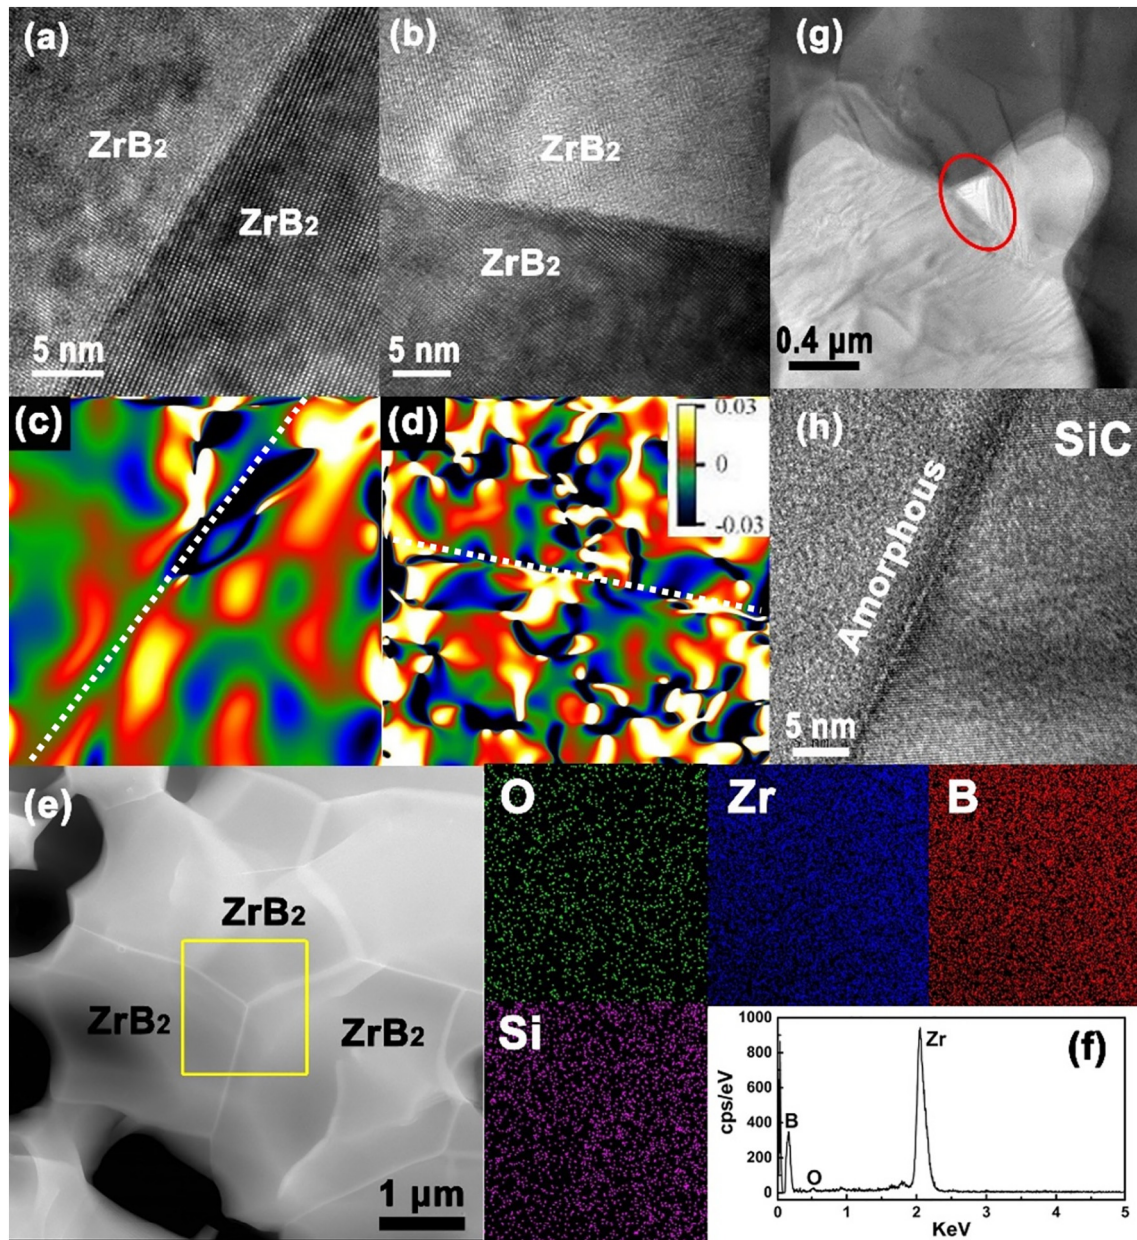 (a)
ZrB2
ZrB2
5 nm
(b)
ZrB2
ZrB2
5 nm
(g)
0.4 µm
(c)
(d)
0.03
0
-0.03
(h)
SiC
Amorphous
5 nm
(e)
ZrB2
ZrB2
ZrB2
1 µm
O
Zr
B
Si
(f)
1000
800
600
400
200
0
cps/eV
B
O
Zr
0 1 2 3 4 5
KeV